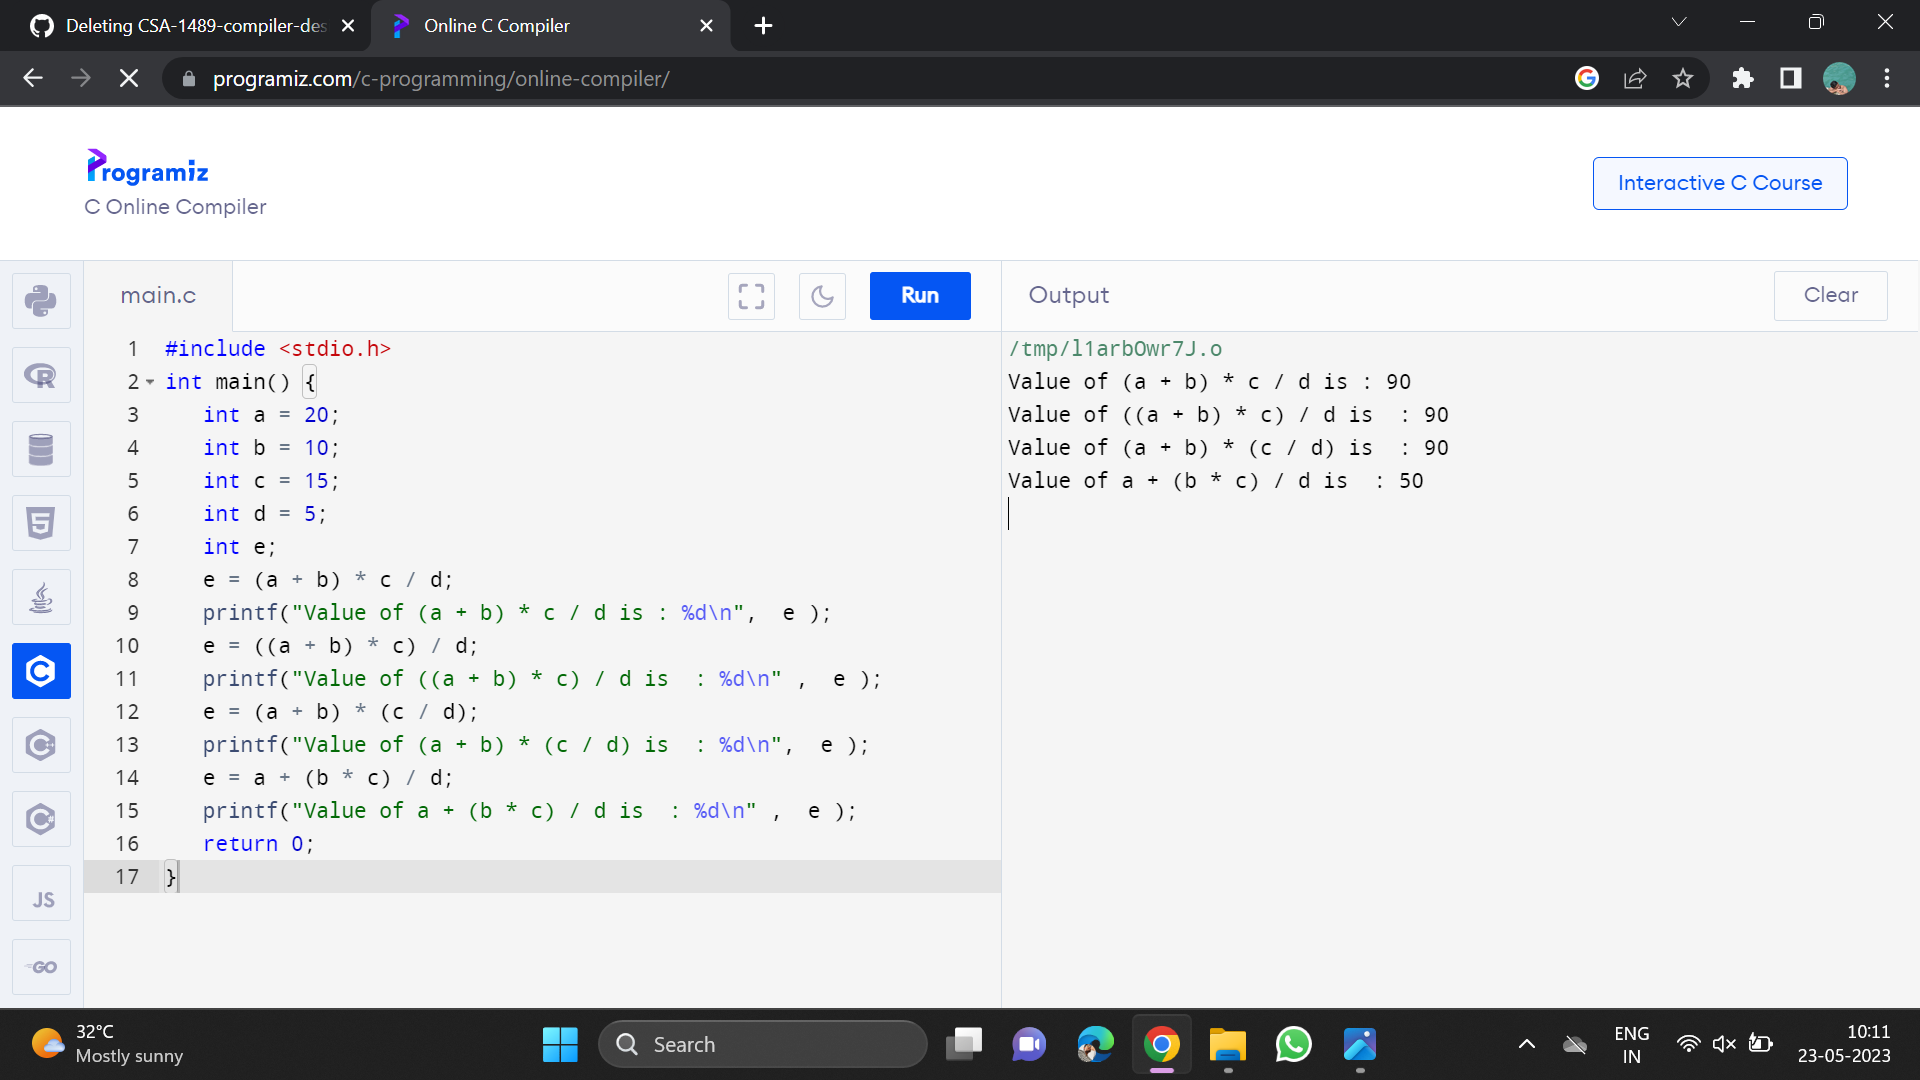 Deleting CSA-1489-compiler-des
Online C Compiler
programiz.com/c-programming/online-compiler/
Programiz
C Online Compiler
Interactive C Course
main.c
Run
Output
Clear
1 #include <stdio.h>
2 int main() {
3 int a = 20;
4 int b = 10;
5 int c = 15;
6 int d = 5;
7 int e;
8 e = (a + b) * c / d;
9 printf("Value of (a + b) * c / d is : %d\n",  e );
10 e = ((a + b) * c) / d;
11 printf("Value of ((a + b) * c) / d is  : %d\n" ,  e );
12 e = (a + b) * (c / d);
13 printf("Value of (a + b) * (c / d) is  : %d\n",  e );
14 e = a + (b * c) / d;
15 printf("Value of a + (b * c) / d is  : %d\n" ,  e );
16 return 0;
17 }
/tmp/l1arbOwr7J.o
Value of (a + b) * c / d is : 90
Value of ((a + b) * c) / d is  : 90
Value of (a + b) * (c / d) is  : 90
Value of a + (b * c) / d is  : 50
R
5
C
C++
C#
JS
GO
32°C
Mostly sunny
Search
ENG
IN
10:11
23-05-2023